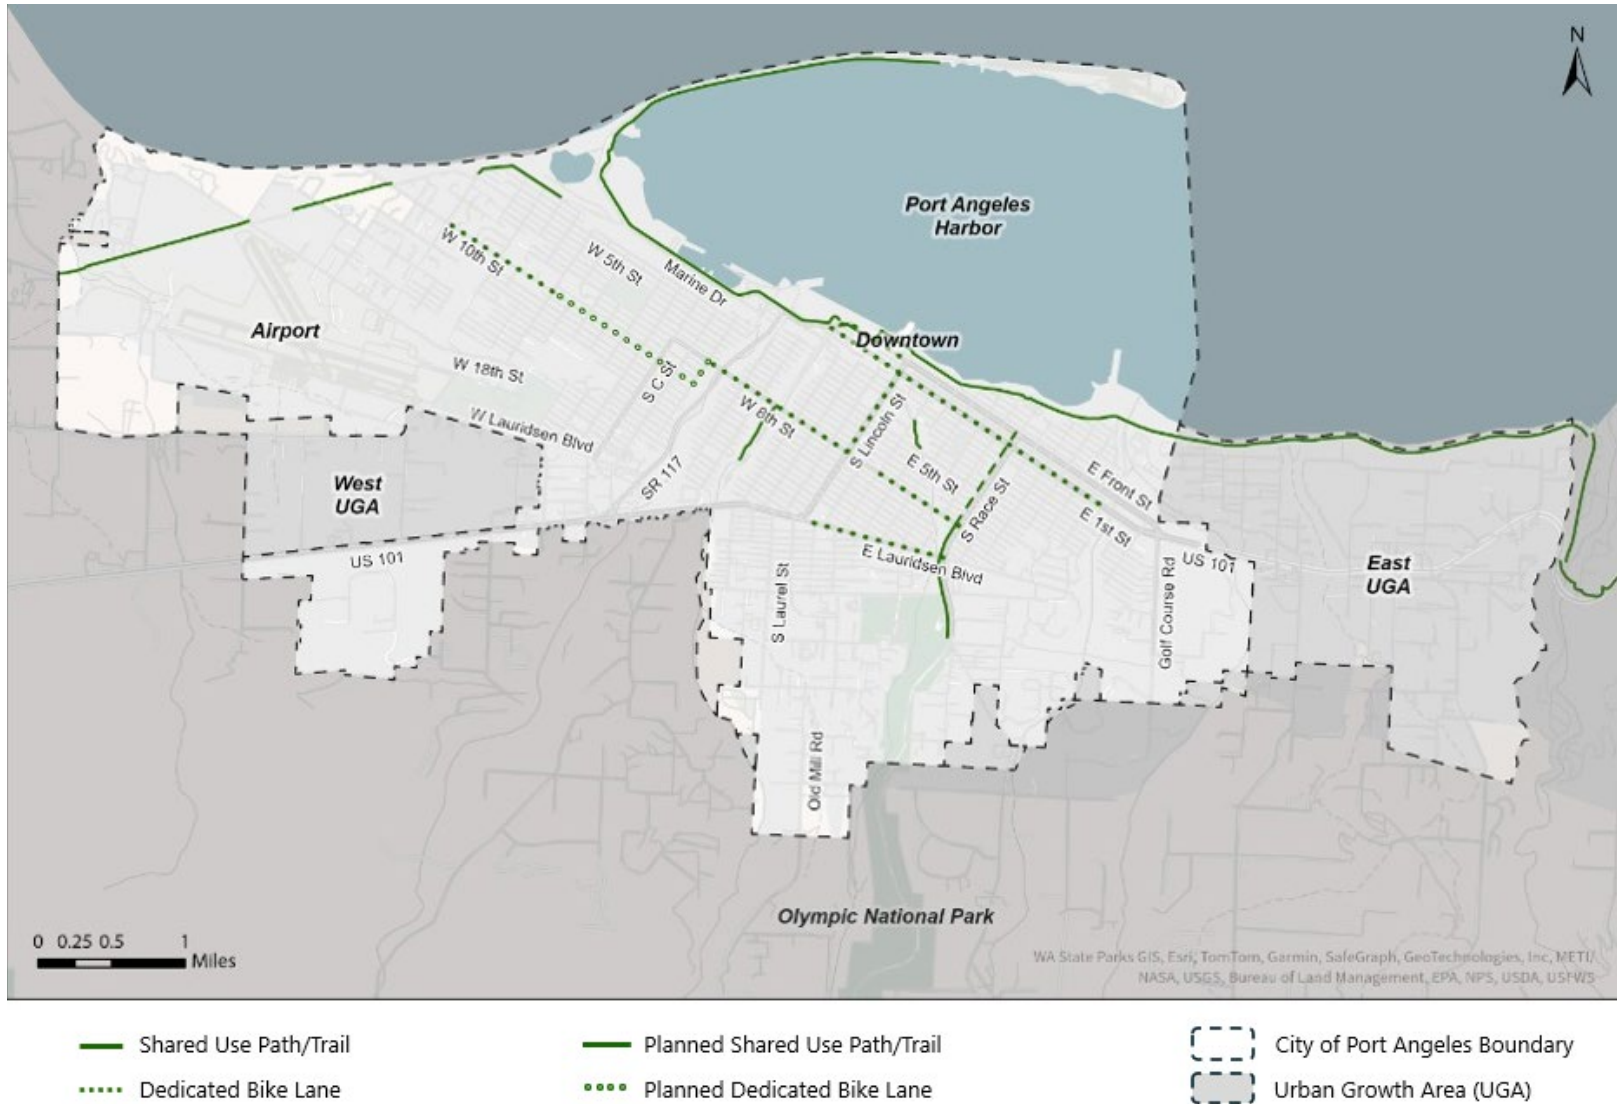 N
Port Angeles
Harbor
W 10th St
W 5th St
Marine Dr
Airport
Downtown
W 18th St
S C St
W Lauridsen Blvd
W 8th St
S Lincoln St
E 5th St
E Front St
West
UGA
SR 117
S Race St
E 1st St
US 101
E Lauridsen Blvd
US 101
East
UGA
S Laurel St
Golf Course Rd
Old Mill Rd
Olympic National Park
0 0.25 0.5 1
Miles
WA State Parks GIS, Esri, TomTom, Garmin, SafeGraph, GeoTechnologies, Inc, METI/
NASA, USGS, Bureau of Land Management, EPA, NPS, USDA, USFWS
Shared Use Path/Trail
Planned Shared Use Path/Trail
City of Port Angeles Boundary
Dedicated Bike Lane
Planned Dedicated Bike Lane
Urban Growth Area (UGA)